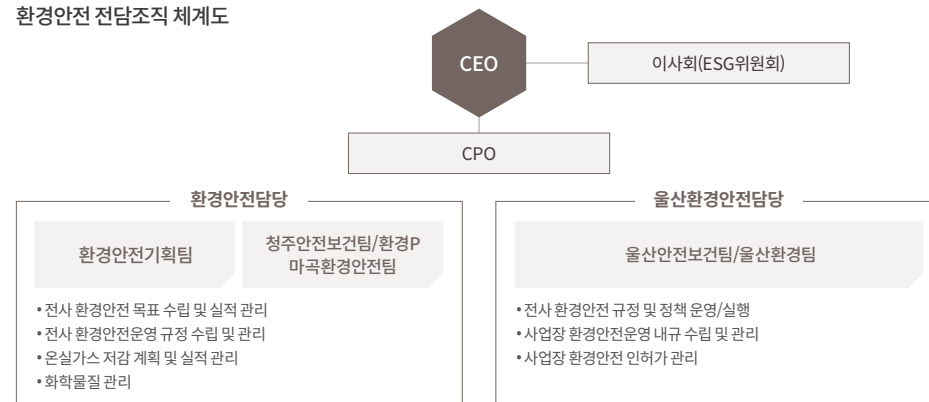 환경안전 전담조직 체계도
CEO
이사회(ESG위원회)
CPO
환경안전담당
환경안전기획팀
청주안전보건팀/환경P
마곡환경안전팀
• 전사 환경안전 목표 수립 및 실적 관리
• 전사 환경안전운영 규정 수립 및 관리
• 온실가스 저감 계획 및 실적 관리
• 화학물질 관리
울산환경안전담당
울산안전보건팀/울산환경팀
• 전사 환경안전 규정 및 정책 운영/실행
• 사업장 환경안전운영 내규 수립 및 관리
• 사업장 환경안전 인허가 관리